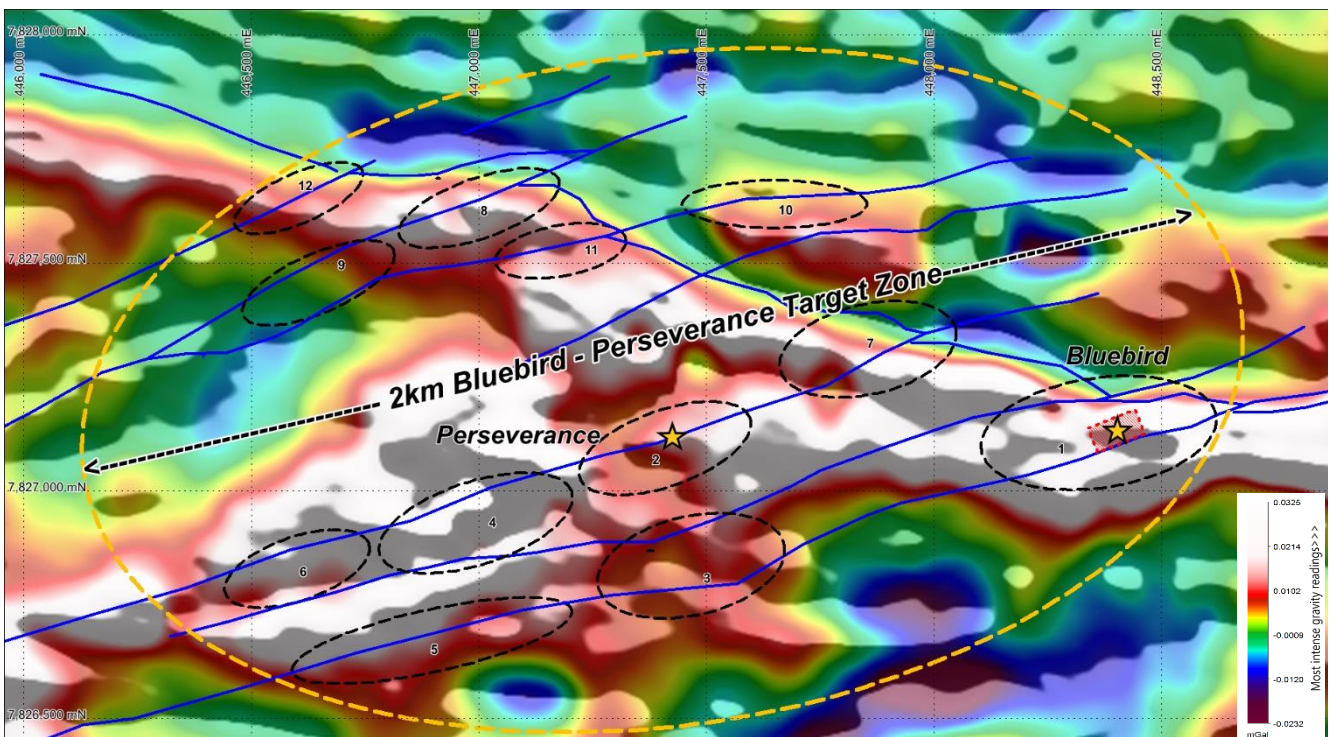 7,828,000 mN
446,000 mE
446,500 mE
447,000 mE
447,500 mE
448,000 mE
448,500 mE
12
8
10
11
9
7,827,500 mN
2km Bluebird - Perseverance Target Zone
7
Bluebird
Perseverance
1
2
7,827,000 mN
4
6
3
5
7,826,500 mN
0.0325
0.0214
0.0102
-0.0009
-0.0120
-0.0232
mGal
Most intense gravity readings>>>